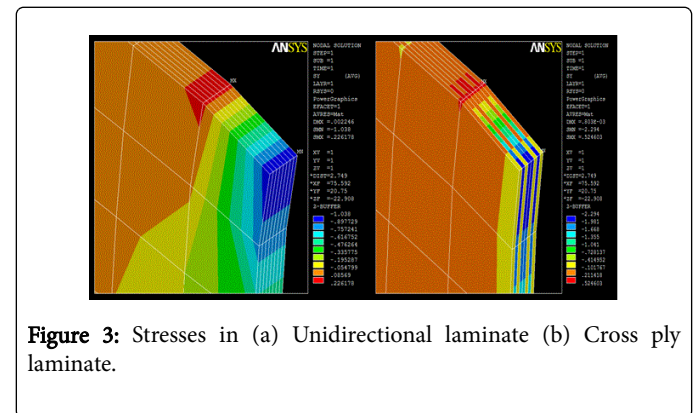 ANSYS
NODAL SOLUTION
STEP=1
SUB =1
TIME=1
SY (AVG)
LAYR=1
RSYS=0
PowerGraphics
EFACET=1
AVRES=Mat
DMX =.002246
SMN =-1.038
SMX =.226178
XV =1
YV =1
ZV =1
*DIST=2.749
*XF =75.592
*YF =20.75
*ZF =-22.908
Z-BUFFER
-1.038
-.897729
-.757241
-.616752
-.476264
-.335775
-.195287
-.054799
.08569
.226178
MX
MN
ANSYS
NODAL SOLUTION
STEP=1
SUB =1
TIME=1
SY (AVG)
LAYR=1
RSYS=0
PowerGraphics
EFACET=1
AVRES=Mat
DMX =.803E-03
SMN =-2.294
SMX =.524603
XV =1
YV =1
ZV =1
*DIST=2.749
*XF =75.592
*YF =20.75
*ZF =-22.908
Z-BUFFER
-2.294
-1.981
-1.668
-1.355
-1.041
-.728137
-.414952
-.101767
.211418
.524603
Figure 3: Stresses in (a) Unidirectional laminate (b) Cross ply
laminate.